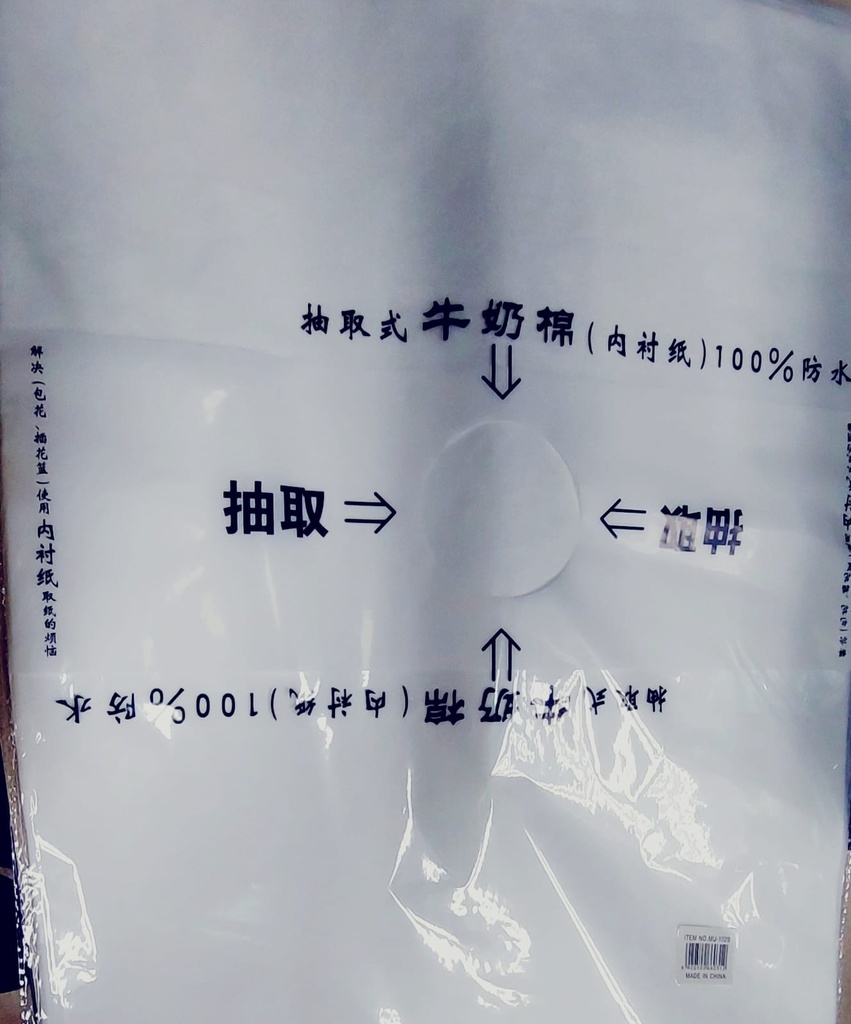 抽取式牛奶棉(内衬纸)100%防水
解决(包花、插花篮)使用内衬纸取纸的烦恼
抽取
抽取
抽取式牛奶棉(内衬纸)100%防水
MADE IN CHINA